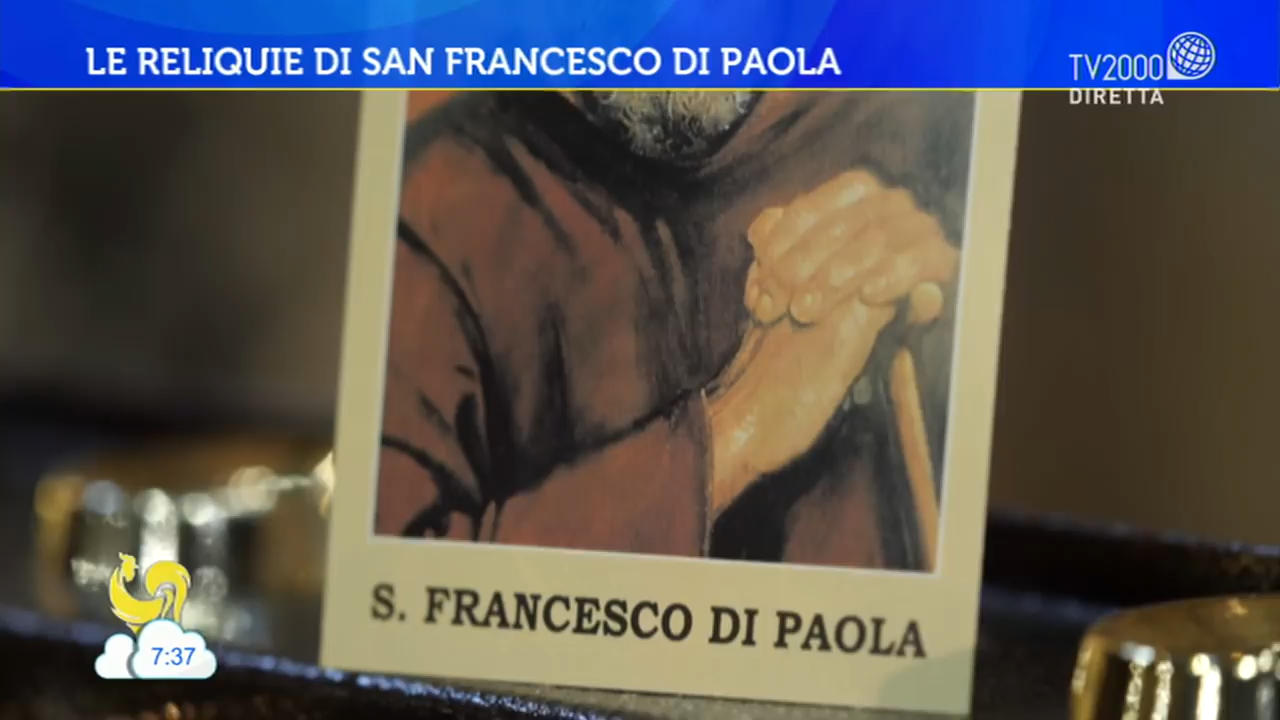 LE RELIQUIE DI SAN FRANCESCO DI PAOLA
TV2000
DIRETTA
S. FRANCESCO DI PAOLA
7:37